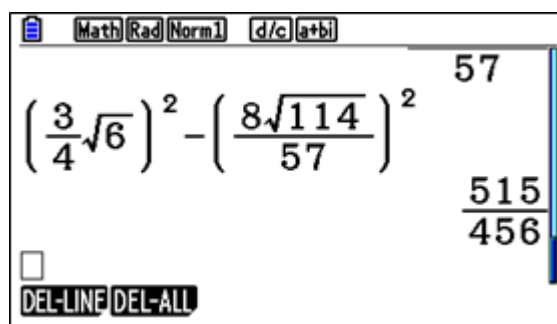 Math Rad Norm1 d/c a+bi
57
(3/4√6)²-(8√114/57)²
515/456
DEL-LINE DEL-ALL